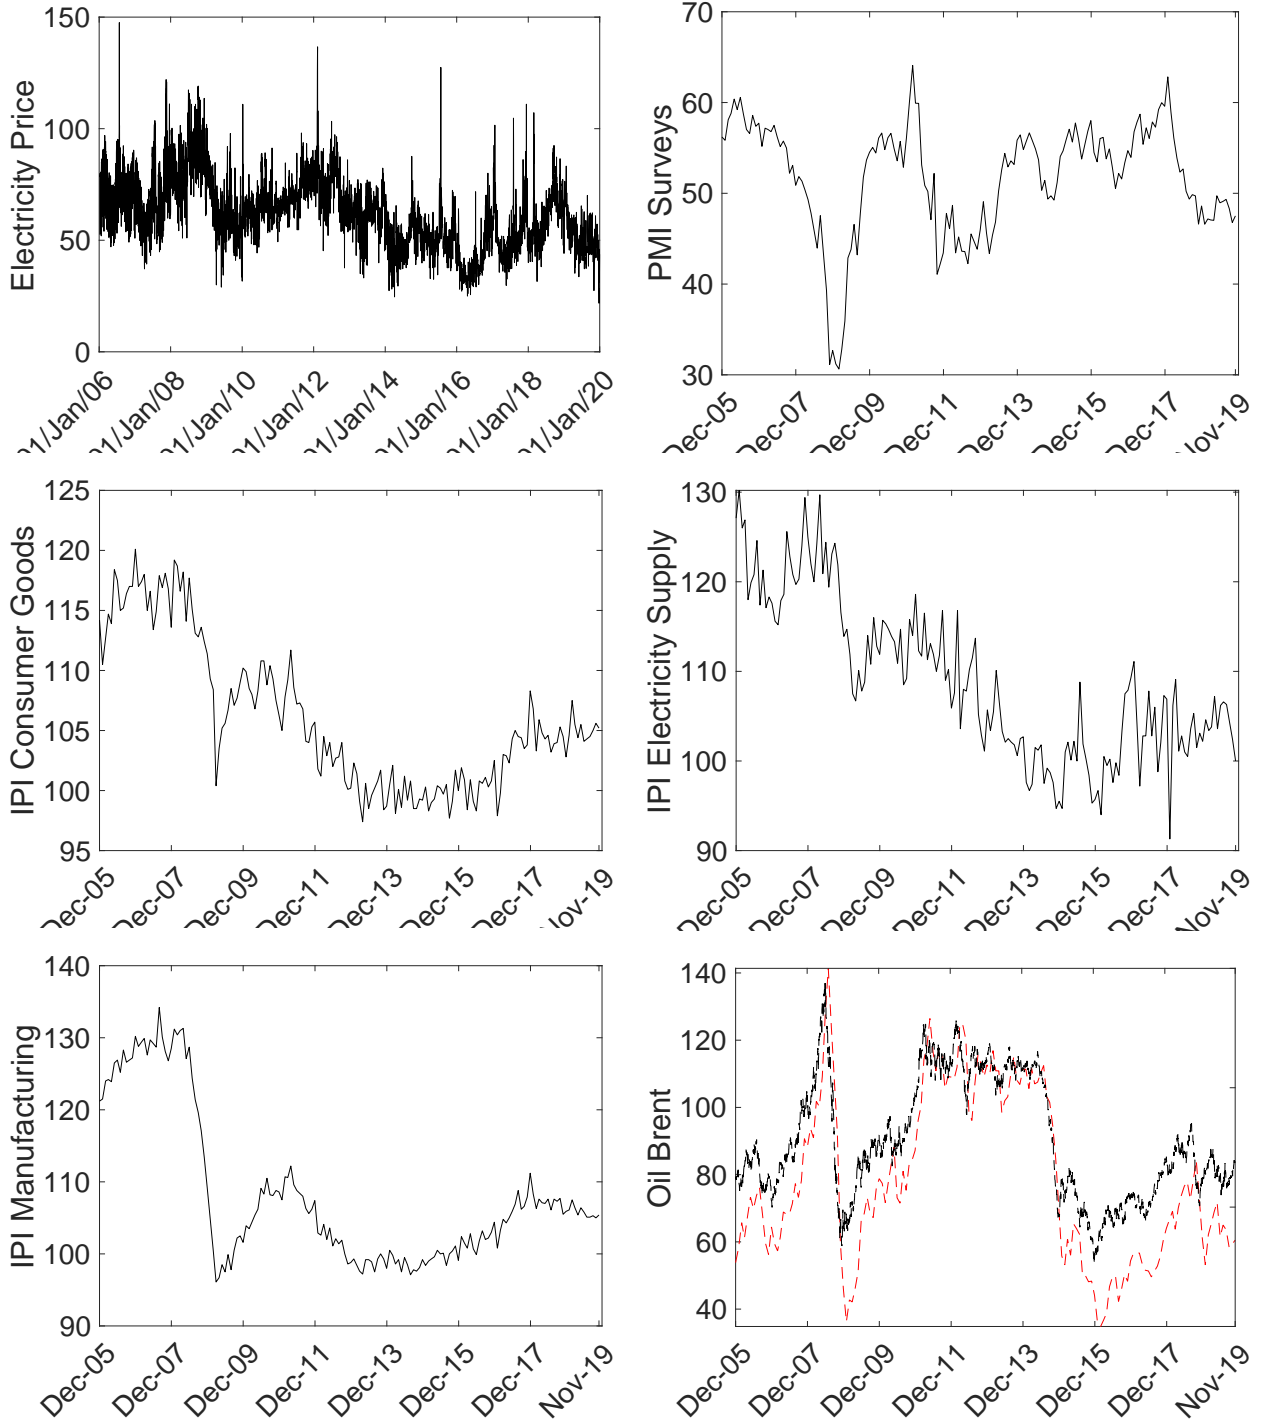 Electricity Price
150
100
50
0
01/Jan/06
01/Jan/08
01/Jan/10
01/Jan/12
01/Jan/14
01/Jan/16
01/Jan/18
01/Jan/20
PMI Surveys
70
60
50
40
30
Dec-05
Dec-07
Dec-09
Dec-11
Dec-13
Dec-15
Dec-17
Nov-19
IPI Consumer Goods
125
120
115
110
105
100
95
Dec-05
Dec-07
Dec-09
Dec-11
Dec-13
Dec-15
Dec-17
Nov-19
IPI Electricity Supply
130
120
110
100
90
Dec-05
Dec-07
Dec-09
Dec-11
Dec-13
Dec-15
Dec-17
Nov-19
IPI Manufacturing
140
130
120
110
100
90
Dec-05
Dec-07
Dec-09
Dec-11
Dec-13
Dec-15
Dec-17
Nov-19
Oil Brent
140
120
100
80
60
40
Dec-05
Dec-07
Dec-09
Dec-11
Dec-13
Dec-15
Dec-17
Nov-19